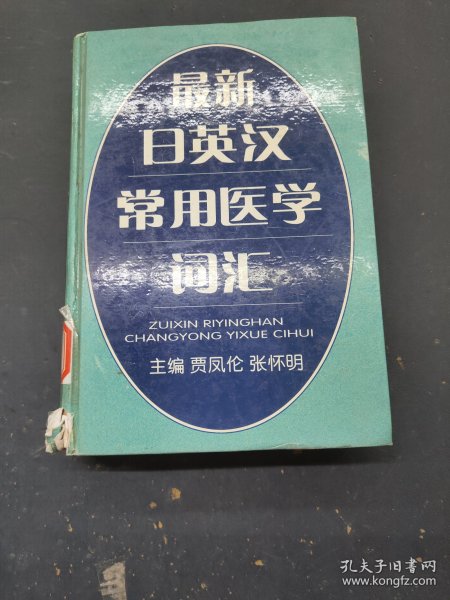 最新
日英汉
常用医学
词汇
ZUIXIN RIYINGHAN
CHANGYONG YIXUE CIHUI
主编 贾凤伦 张怀明
孔夫子旧书网
www.kongfz.com